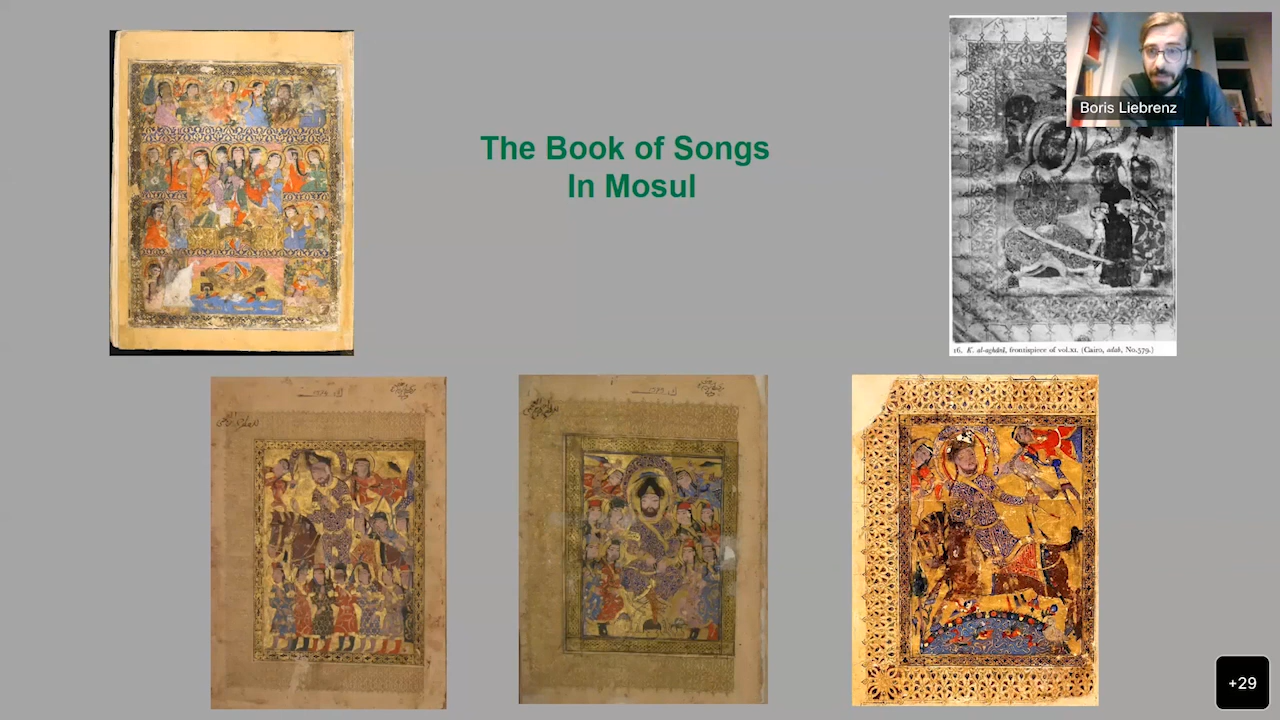 The Book of Songs
In Mosul
Boris Liebrenz
16. K. al-aghānī, frontispiece of vol.xi. (Cairo, adab, No.579.)
+29